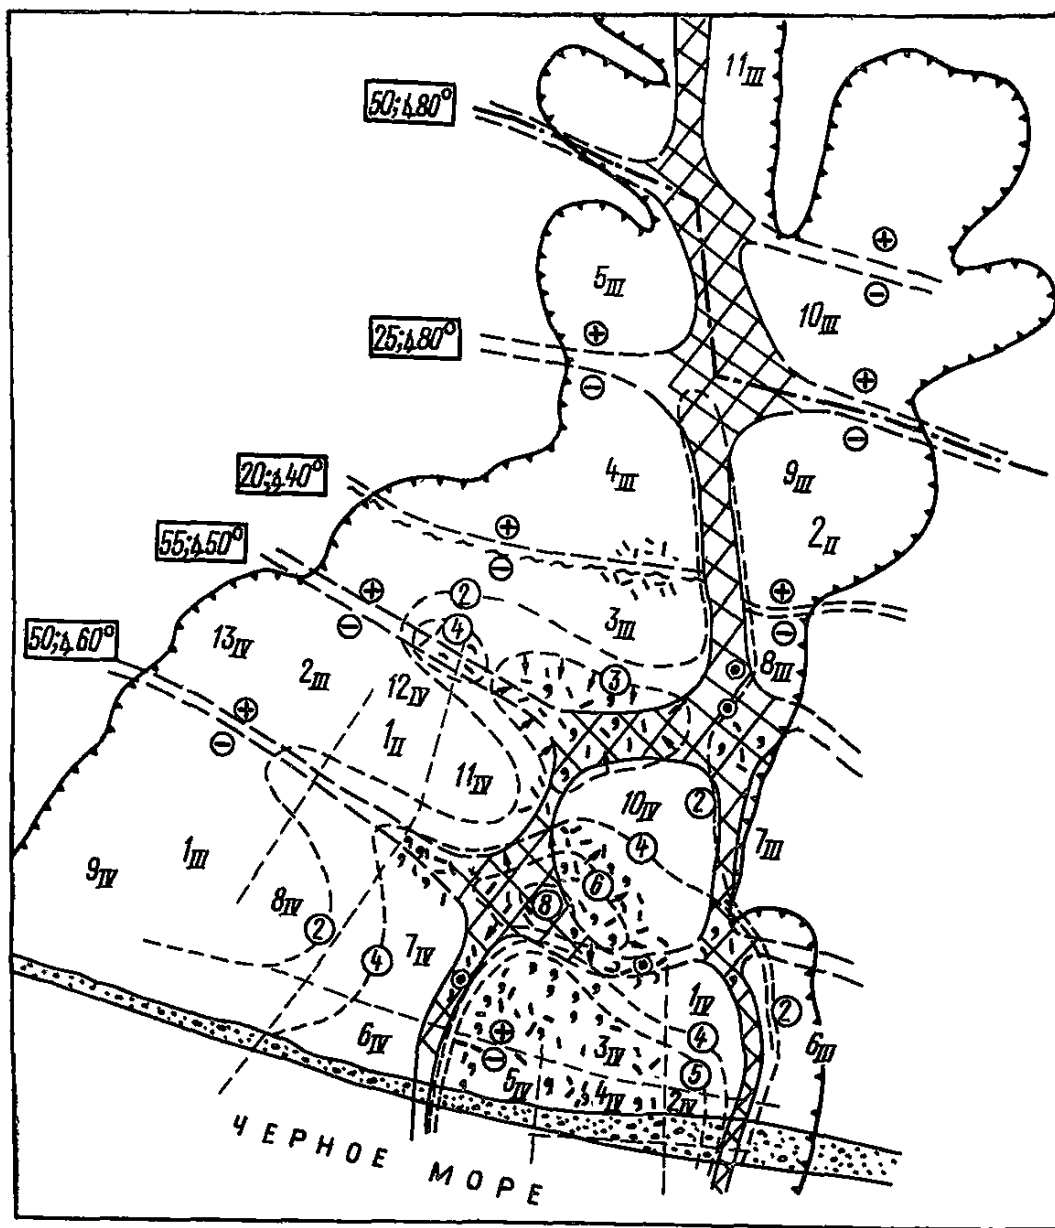 11III
50; ∡80°
⊕
⊖
5III
10III
⊕
25; ∡80°
⊖
⊕
⊖
4III
9III
20; ∡40°
2II
⊕
55; ∡50°
⊖
⊕
2
⊕
4
3III
⊖
50; ∡60°
13IV
⊖
8III
2III
12IV
3
⊕
1II
⊖
11IV
10IV
2
4
7III
1III
9IV
6
8IV
8
2
7IV
4
1IV
2
⊕
4
6IV
3IV
6III
⊖
5
5IV
4IV
2IV
ЧЕРНОЕ МОРЕ